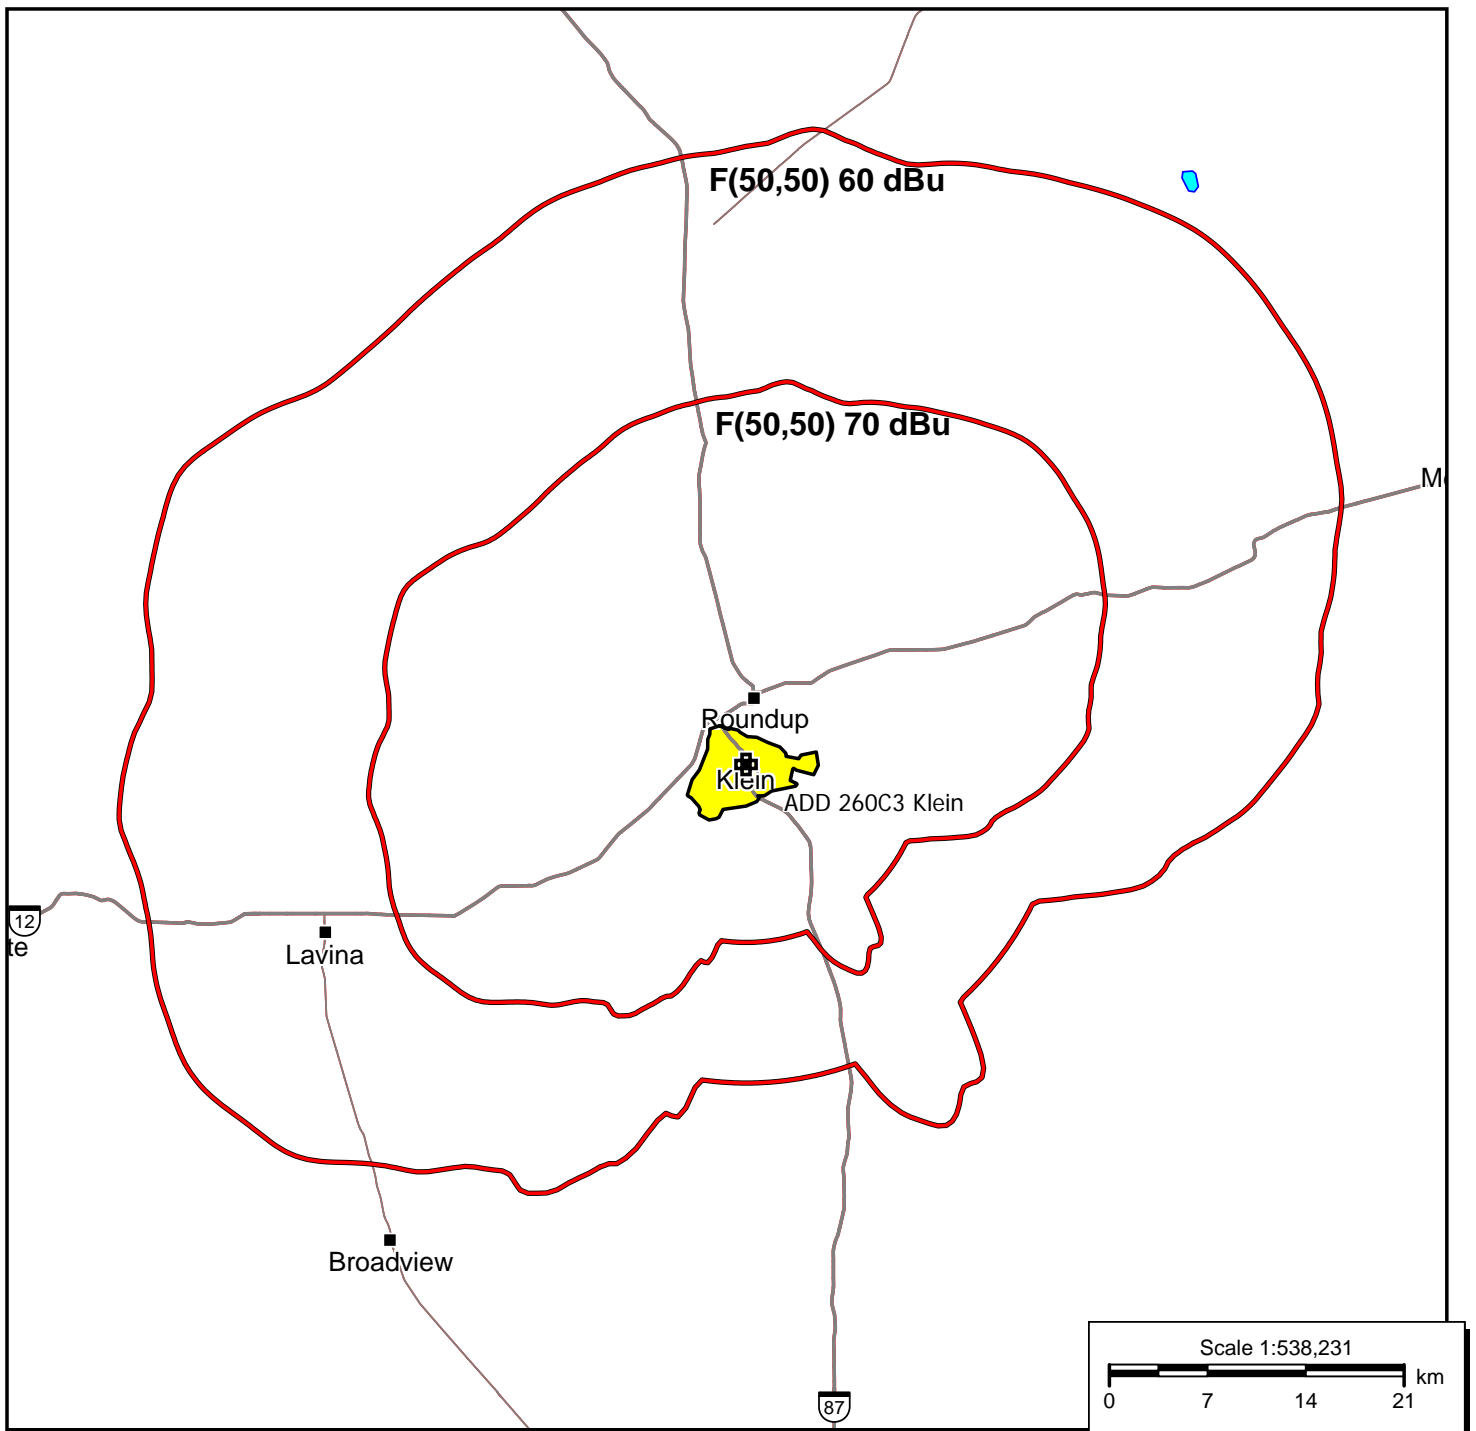 F(50,50) 60 dBu
F(50,50) 70 dBu
Roundup
Klein
ADD 260C3 Klein
12
te
Lavina
Broadview
87
Scale 1:538,231
km
0 7 14 21